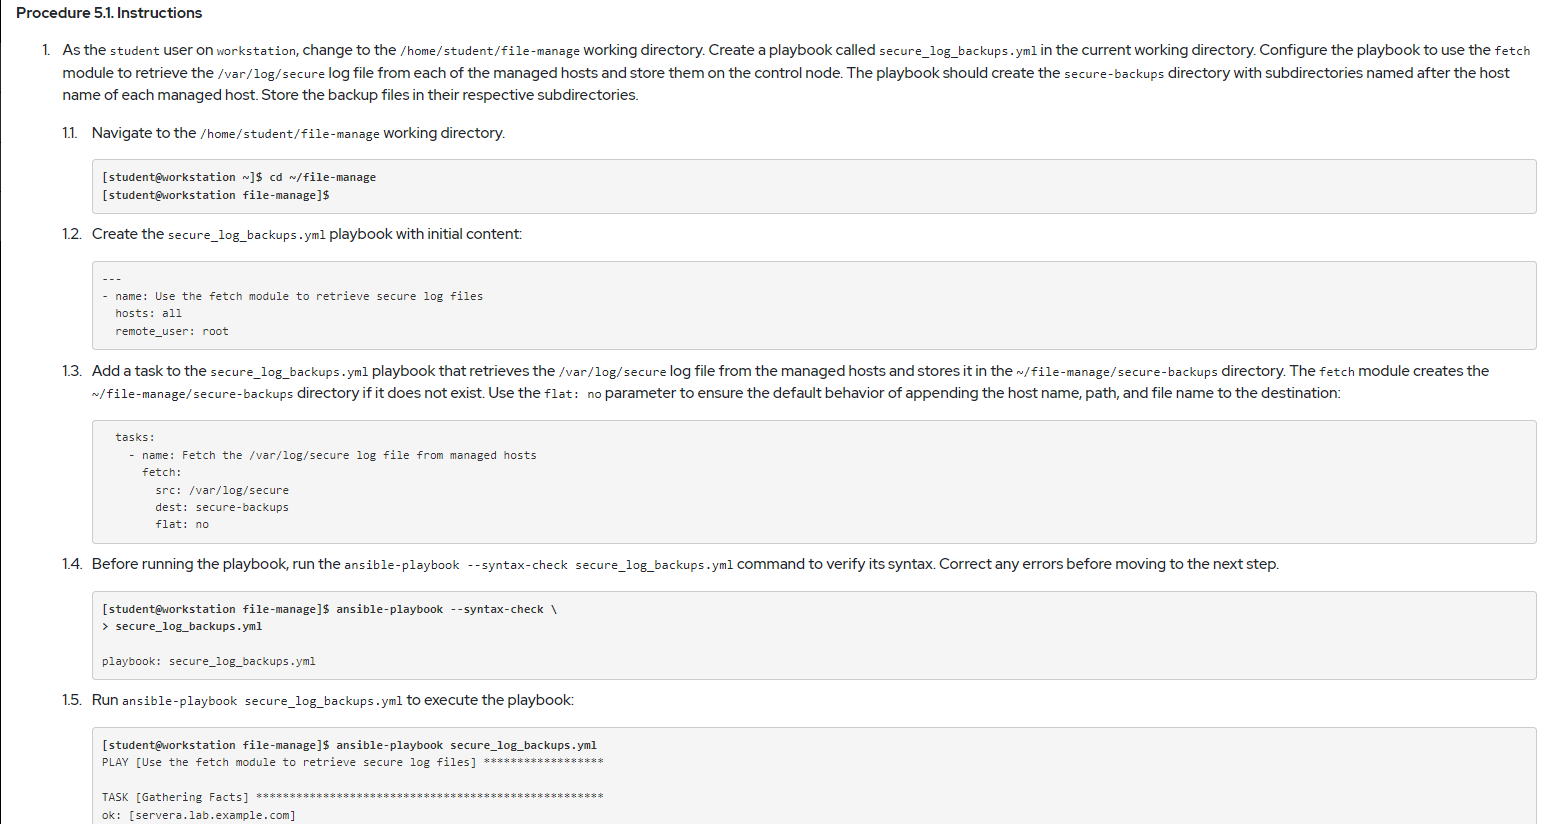 Procedure 5.1. Instructions
1. As the student user on workstation, change to the /home/student/file-manage working directory. Create a playbook called secure_log_backups.yml in the current working directory. Configure the playbook to use the fetch
module to retrieve the /var/log/secure log file from each of the managed hosts and store them on the control node. The playbook should create the secure-backups directory with subdirectories named after the host
name of each managed host. Store the backup files in their respective subdirectories.
1.1. Navigate to the /home/student/file-manage working directory.
[student@workstation ~]$ cd ~/file-manage
[student@workstation file-manage]$
1.2. Create the secure_log_backups.yml playbook with initial content:
---
- name: Use the fetch module to retrieve secure log files
  hosts: all
  remote_user: root
1.3. Add a task to the secure_log_backups.yml playbook that retrieves the /var/log/secure log file from the managed hosts and stores it in the ~/file-manage/secure-backups directory. The fetch module creates the
~/file-manage/secure-backups directory if it does not exist. Use the flat: no parameter to ensure the default behavior of appending the host name, path, and file name to the destination:
  tasks:
    - name: Fetch the /var/log/secure log file from managed hosts
      fetch:
        src: /var/log/secure
        dest: secure-backups
        flat: no
1.4. Before running the playbook, run the ansible-playbook --syntax-check secure_log_backups.yml command to verify its syntax. Correct any errors before moving to the next step.
[student@workstation file-manage]$ ansible-playbook --syntax-check \
> secure_log_backups.yml
playbook: secure_log_backups.yml
1.5. Run ansible-playbook secure_log_backups.yml to execute the playbook:
[student@workstation file-manage]$ ansible-playbook secure_log_backups.yml
PLAY [Use the fetch module to retrieve secure log files] ******************
TASK [Gathering Facts] ****************************************************
ok: [servera.lab.example.com]